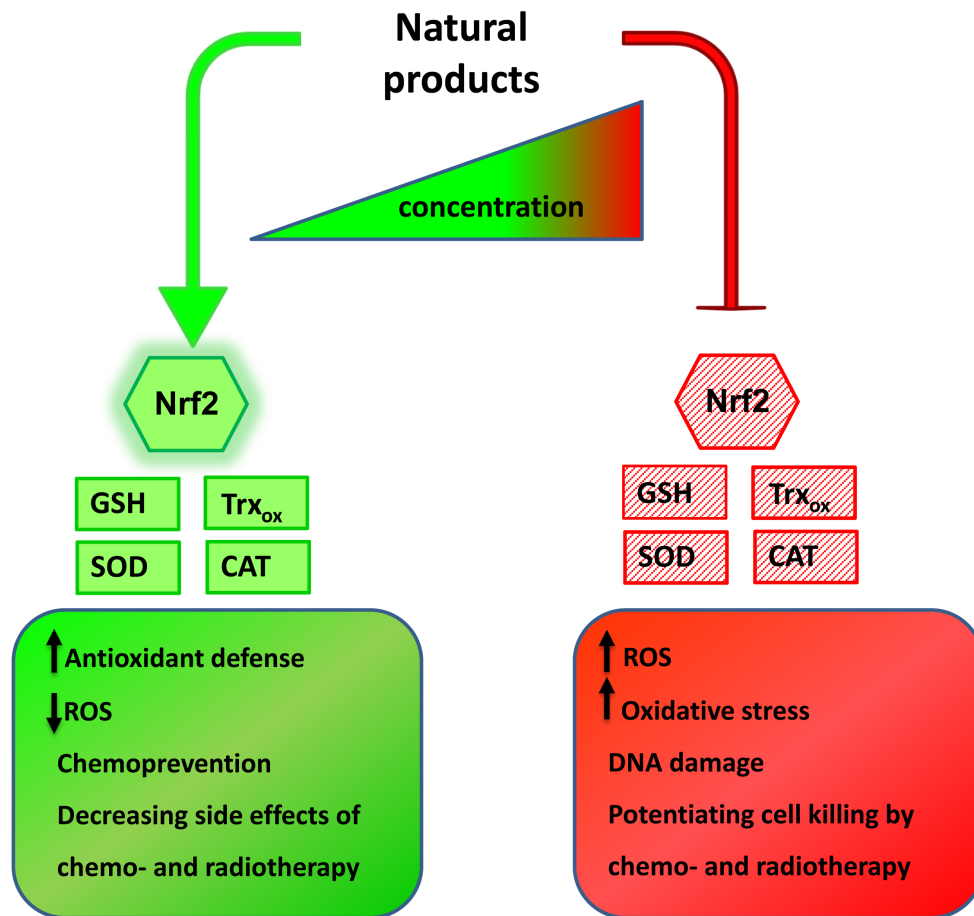 Natural
products
concentration
Nrf2
GSH
Trxox
SOD
CAT
Antioxidant defense
ROS
Chemoprevention
Decreasing side effects of
chemo- and radiotherapy
Nrf2
GSH
Trxox
SOD
CAT
ROS
Oxidative stress
DNA damage
Potentiating cell killing by
chemo- and radiotherapy